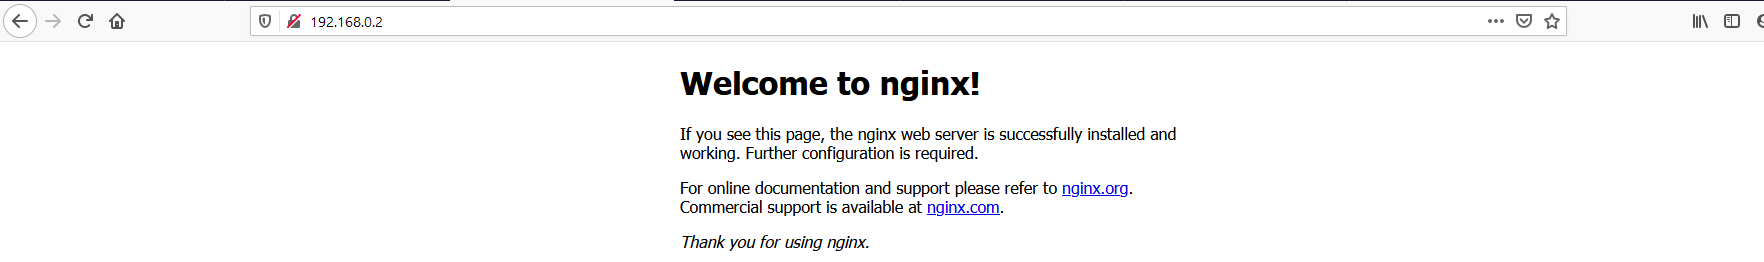 192.168.0.2
Welcome to nginx!
If you see this page, the nginx web server is successfully installed and
working. Further configuration is required.
For online documentation and support please refer to nginx.org.
Commercial support is available at nginx.com.
Thank you for using nginx.